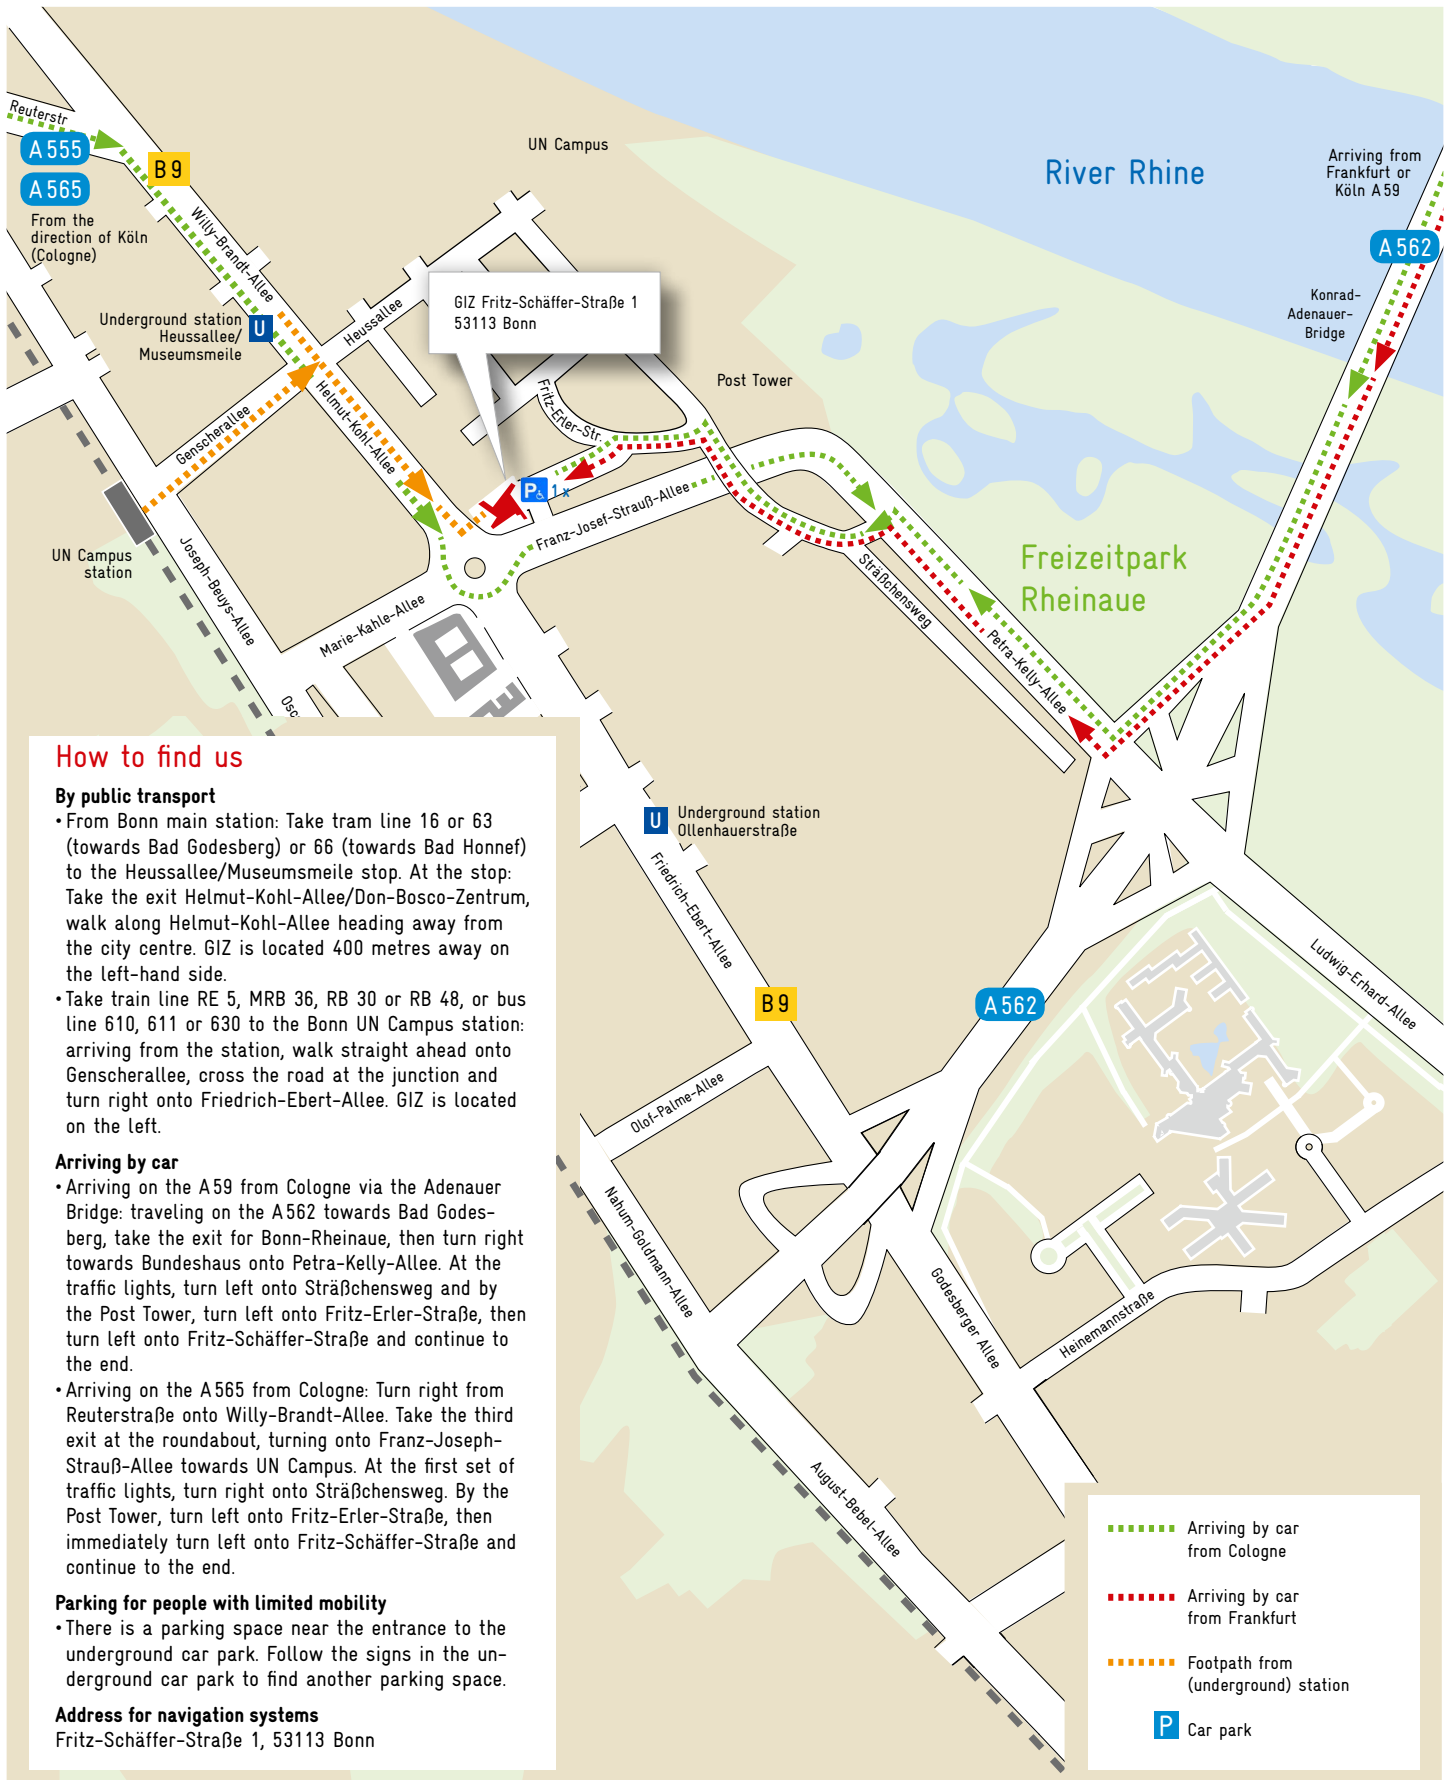 Reuterstr
A 555
A 565
From the
direction of Köln
(Cologne)
B 9
Willy-Brandt-Allee
UN Campus
River Rhine
Arriving from
Frankfurt or
Köln A 59
A 562
Konrad-
Adenauer-
Bridge
Underground station
Heussallee/
Museumsmeile
U
Heussallee
GIZ Fritz-Schäffer-Straße 1
53113 Bonn
Post Tower
Fritz-Erler-Str.
Genscherallee
Helmut-Kohl-Allee
P
1 x
Franz-Josef-Strauß-Allee
UN Campus
station
Joseph-Beuys-Allee
Marie-Kahle-Allee
Sträßchensweg
Freizeitpark
Rheinaue
Petra-Kelly-Allee
Osc
Underground station
Ollenhauerstraße
U
Friedrich-Ebert-Allee
B 9
A 562
Ludwig-Erhard-Allee
Olof-Palme-Allee
Nahum-Goldmann-Allee
Godesberger Allee
Heinemannstraße
August-Bebel-Allee
How to find us
By public transport
• From Bonn main station: Take tram line 16 or 63
(towards Bad Godesberg) or 66 (towards Bad Honnef)
to the Heussallee/Museumsmeile stop. At the stop:
Take the exit Helmut-Kohl-Allee/Don-Bosco-Zentrum,
walk along Helmut-Kohl-Allee heading away from
the city centre. GIZ is located 400 metres away on
the left-hand side.
• Take train line RE 5, MRB 36, RB 30 or RB 48, or bus
line 610, 611 or 630 to the Bonn UN Campus station:
arriving from the station, walk straight ahead onto
Genscherallee, cross the road at the junction and
turn right onto Friedrich-Ebert-Allee. GIZ is located
on the left.
Arriving by car
• Arriving on the A 59 from Cologne via the Adenauer
Bridge: traveling on the A 562 towards Bad Godes-
berg, take the exit for Bonn-Rheinaue, then turn right
towards Bundeshaus onto Petra-Kelly-Allee. At the
traffic lights, turn left onto Sträßchensweg and by
the Post Tower, turn left onto Fritz-Erler-Straße, then
turn left onto Fritz-Schäffer-Straße and continue to
the end.
• Arriving on the A 565 from Cologne: Turn right from
Reuterstraße onto Willy-Brandt-Allee. Take the third
exit at the roundabout, turning onto Franz-Joseph-
Strauß-Allee towards UN Campus. At the first set of
traffic lights, turn right onto Sträßchensweg. By the
Post Tower, turn left onto Fritz-Erler-Straße, then
immediately turn left onto Fritz-Schäffer-Straße and
continue to the end.
Parking for people with limited mobility
• There is a parking space near the entrance to the
underground car park. Follow the signs in the un-
derground car park to find another parking space.
Address for navigation systems
Fritz-Schäffer-Straße 1, 53113 Bonn
Arriving by car
from Cologne
Arriving by car
from Frankfurt
Footpath from
(underground) station
P
Car park